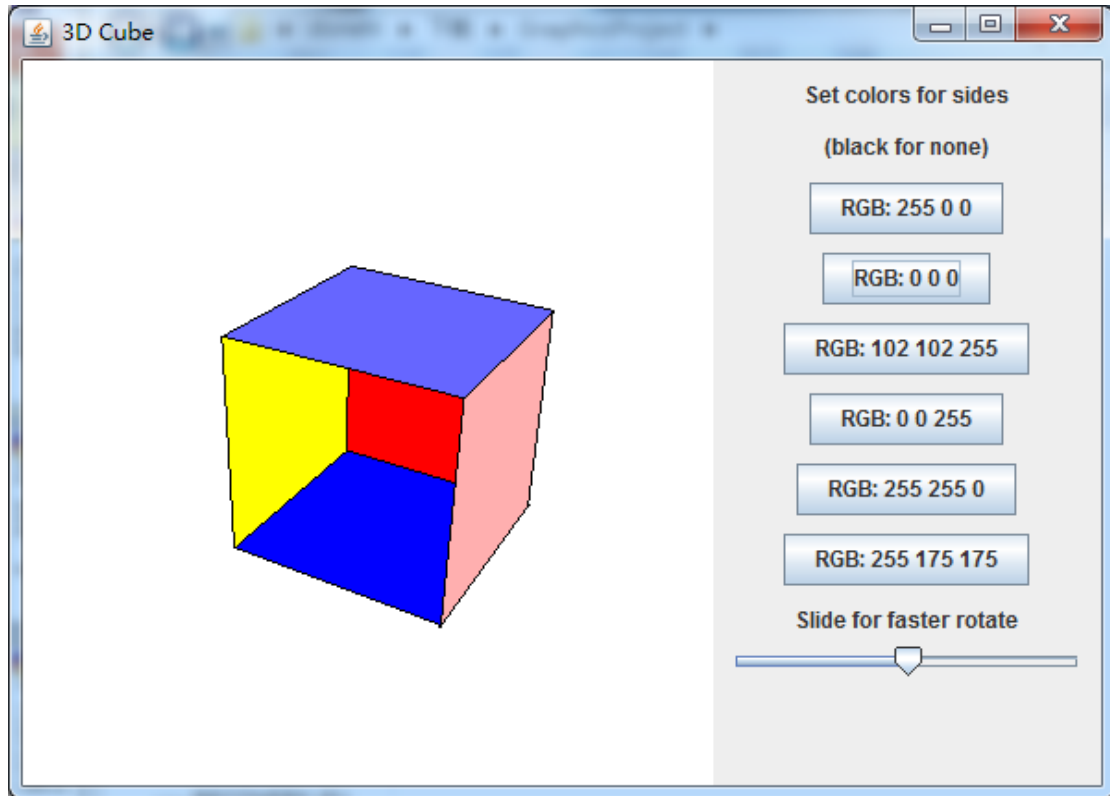 3D Cube
Set colors for sides
(black for none)
RGB: 255 0 0
RGB: 0 0 0
RGB: 102 102 255
RGB: 0 0 255
RGB: 255 255 0
RGB: 255 175 175
Slide for faster rotate